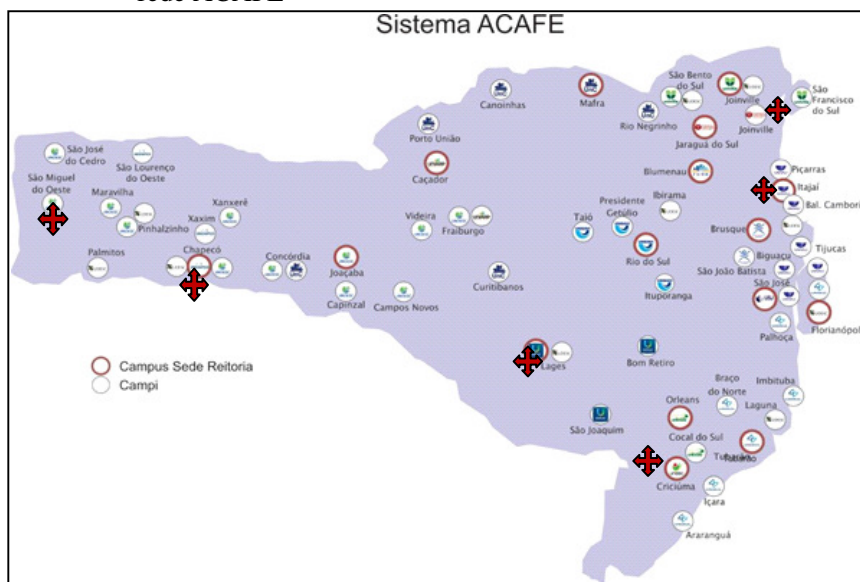 Sistema ACAFE
São Bento
do Sul
Joinville
São
Francisco
do Sul
Canoinhas
Mafra
Rio Negrinho
Joinville
Porto União
Jaraguá do Sul
São José
do Cedro
São Lourenço
do Oeste
Caçador
Blumenau
Piçarras
Itajaí
São Miguel
do Oeste
Maravilha
Xanxerê
Ibirama
Bal. Cambori
Presidente
Getúlio
Pinhalzinho
Xaxim
Videira
Fraiburgo
Taió
Brusque
Tijucas
Palmitos
Chapecó
Concórdia
Joaçaba
Rio do Sul
Biguaçu
São João Batista
Curitibanos
Ituporanga
São José
Capinzal
Campos Novos
Florianópol
Palhoça
Campus Sede Reitoria
Campi
Lages
Bom Retiro
Braço
do Norte
Imbituba
Orleans
Laguna
São Joaquim
Cocal do Sul
Tubarão
Criciúma
Içara
Araranguá